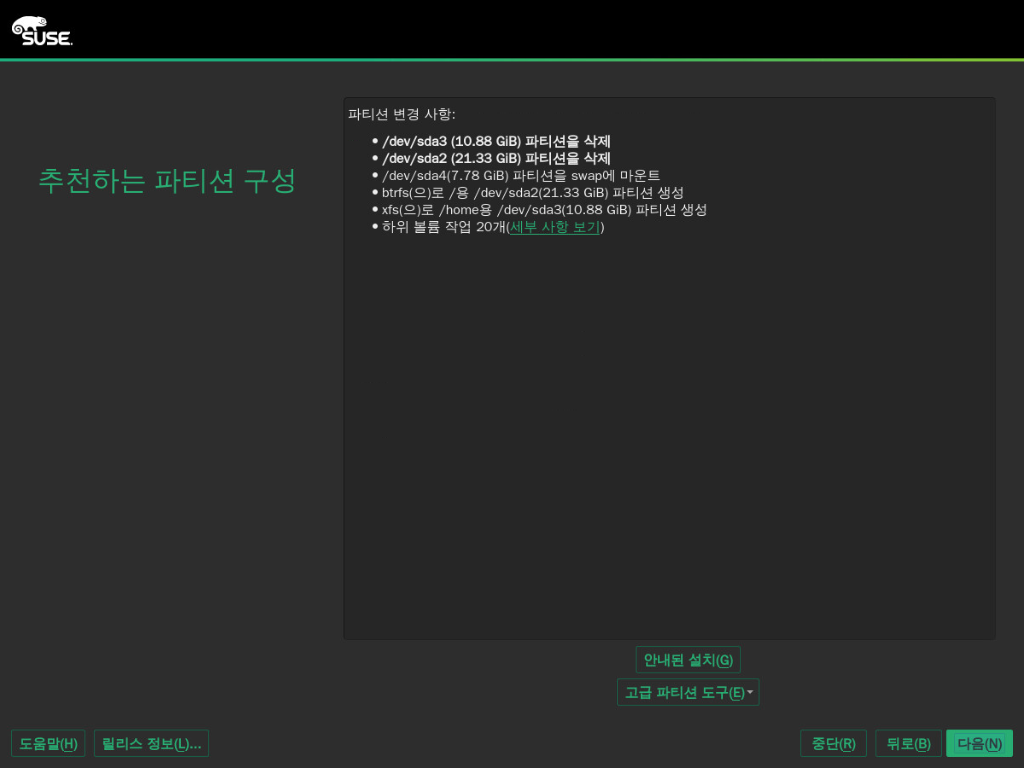 SUSE
추천하는 파티션 구성
파티션 변경 사항:
• /dev/sda3 (10.88 GiB) 파티션을 삭제
• /dev/sda2 (21.33 GiB) 파티션을 삭제
• /dev/sda4(7.78 GiB) 파티션을 swap에 마운트
• btrfs(으)로 /용 /dev/sda2(21.33 GiB) 파티션 생성
• xfs(으)로 /home용 /dev/sda3(10.88 GiB) 파티션 생성
• 하위 볼륨 작업 20개(세부 사항 보기)
안내된 설치(G)
고급 파티션 도구(E)
도움말(H) 릴리스 정보(L)... 중단(R) 뒤로(B) 다음(N)